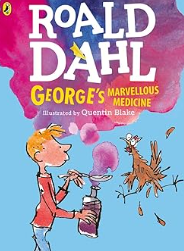 ROALD
DAHL
GEORGE'S MARVELLOUS
MEDICINE
Illustrated by Quentin Blake